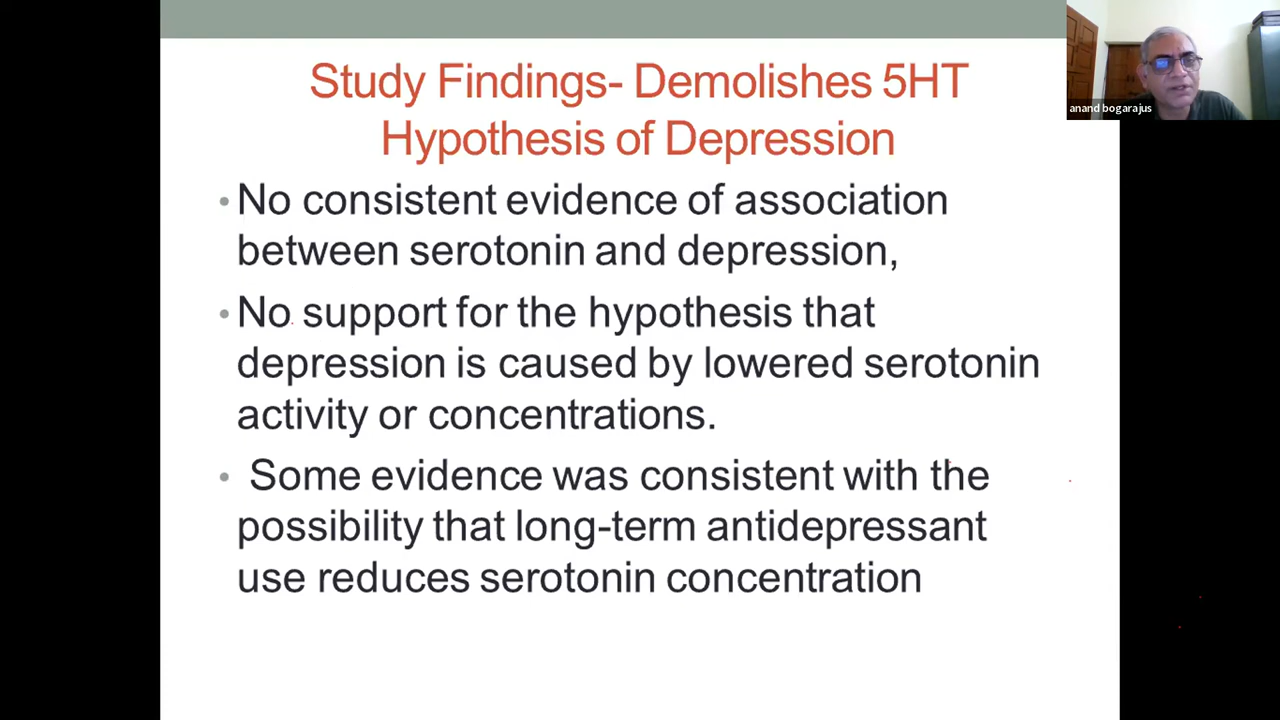 Study Findings- Demolishes 5HT
Hypothesis of Depression
• No consistent evidence of association
between serotonin and depression,
• No support for the hypothesis that
depression is caused by lowered serotonin
activity or concentrations.
• Some evidence was consistent with the
possibility that long-term antidepressant
use reduces serotonin concentration
anand bogarajus